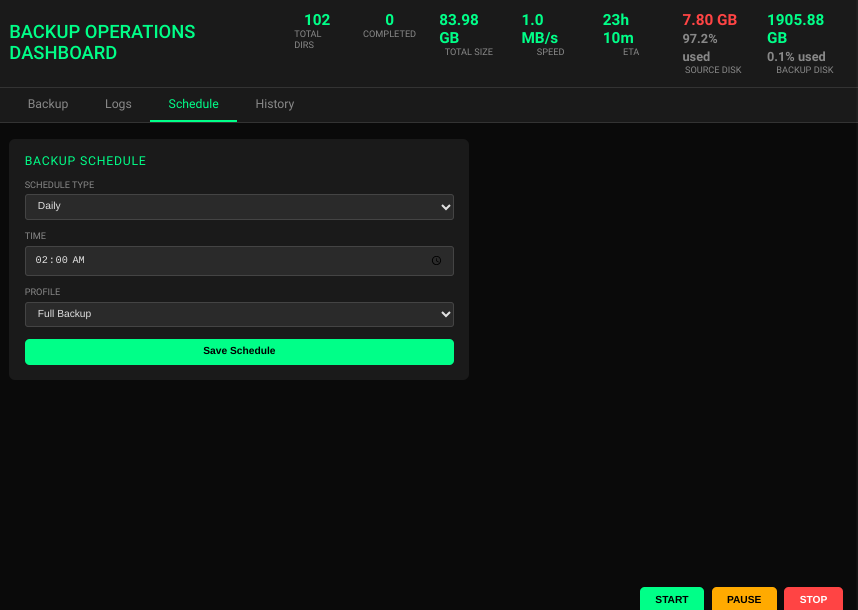 BACKUP OPERATIONS
DASHBOARD
102
TOTAL
DIRS
0
COMPLETED
83.98
GB
TOTAL SIZE
1.0
MB/s
SPEED
23h
10m
ETA
7.80 GB
97.2%
used
SOURCE DISK
1905.88
GB
0.1% used
BACKUP DISK
Backup
Logs
Schedule
History
BACKUP SCHEDULE
SCHEDULE TYPE
Daily
TIME
02:00 AM
PROFILE
Full Backup
Save Schedule
START
PAUSE
STOP